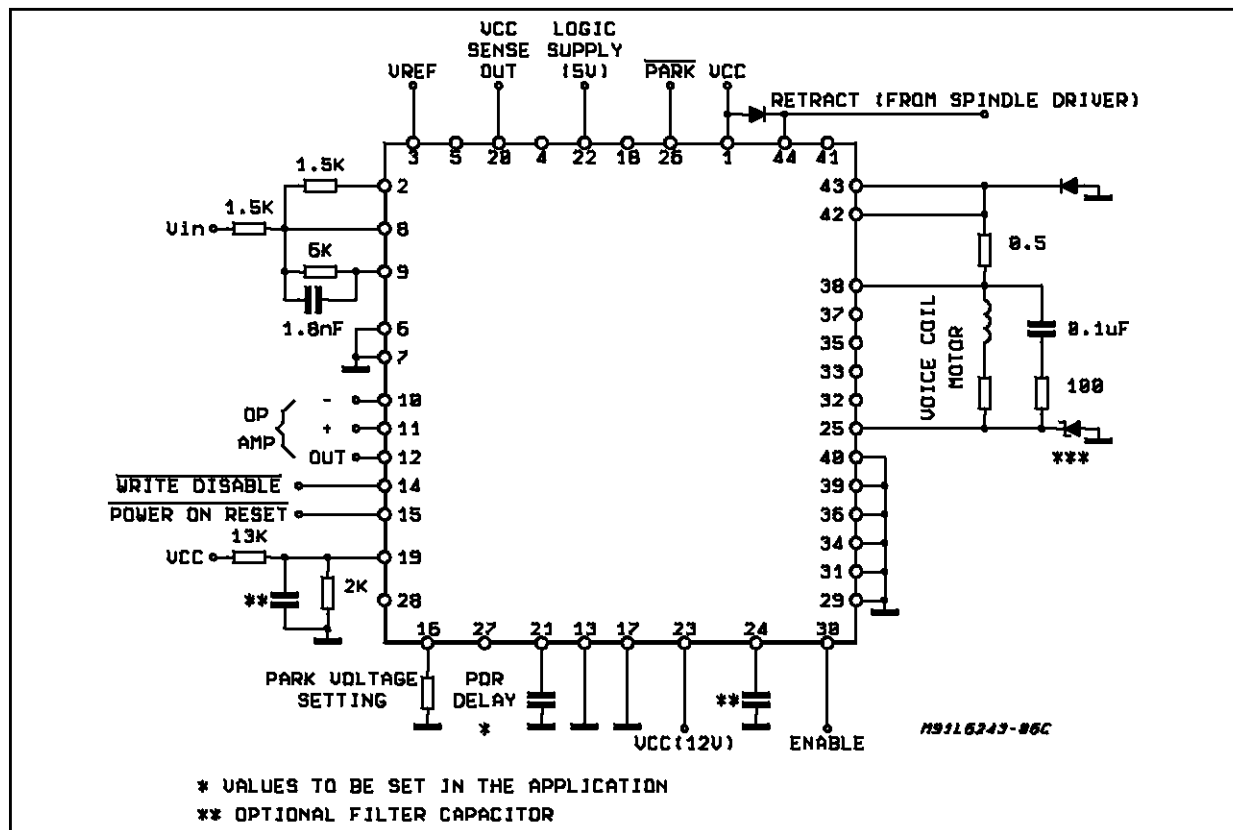 VCC LOGIC
SENSE SUPPLY
VREF OUT (5V) PARK VCC
RETRACT (FROM SPINDLE DRIVER)
3 5 20 4 22 18 26 1 44 41
1.5K 2 43
1.5K
Vin 8 42
0.5
6K 9
38
1.8nF
6 37
7 35
VOICE COIL
MOTOR
0.1uF
33
- 10 32
100
OP
AMP
+ 11 25
***
OUT 12 40
WRITE DISABLE 14 39
POWER ON RESET 15 36
13K
VCC 19 34
** 2K 31
28 29
16 27 21 13 17 23 24 30
PARK VOLTAGE
SETTING
POR
DELAY
*
**
VCC(12V) ENABLE
M91L6243-06C
* VALUES TO BE SET IN THE APPLICATION
** OPTIONAL FILTER CAPACITOR